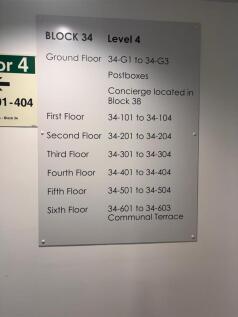 BLOCK 34 Level 4
Ground Floor 34-G1 to 34-G3
Postboxes
Concierge located in
Block 38
First Floor 34-101 to 34-104
Second Floor 34-201 to 34-204
Third Floor 34-301 to 34-304
Fourth Floor 34-401 to 34-404
Fifth Floor 34-501 to 34-504
Sixth Floor 34-601 to 34-603
Communal Terrace
or 4
01-404
- Block 34